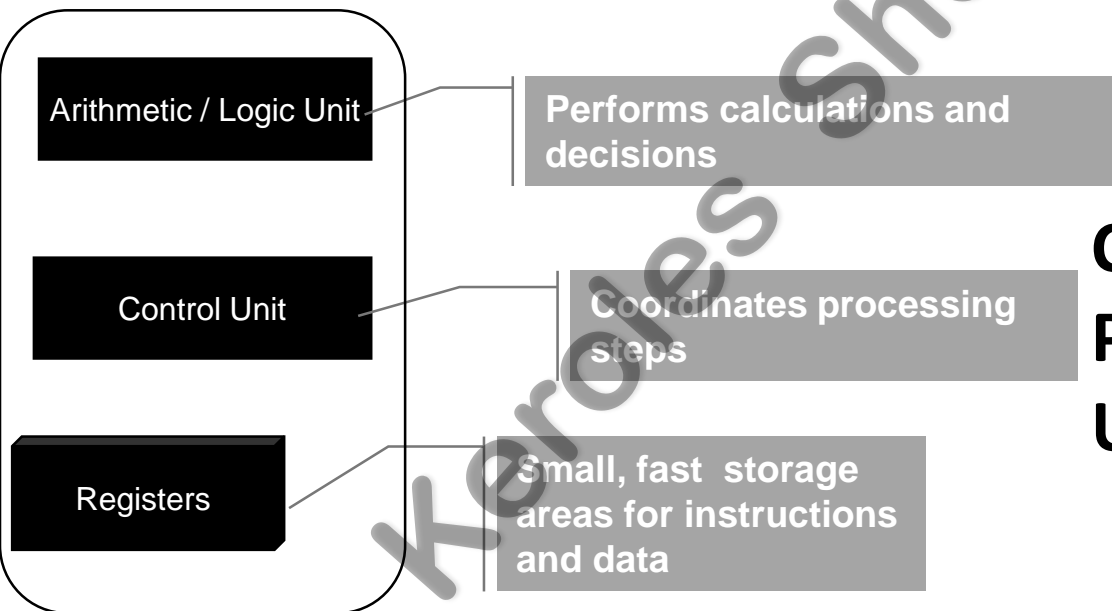 Arithmetic / Logic Unit
Performs calculations and
decisions
Control Unit
Coordinates processing
steps
Registers
Small, fast storage
areas for instructions
and data
Keroles